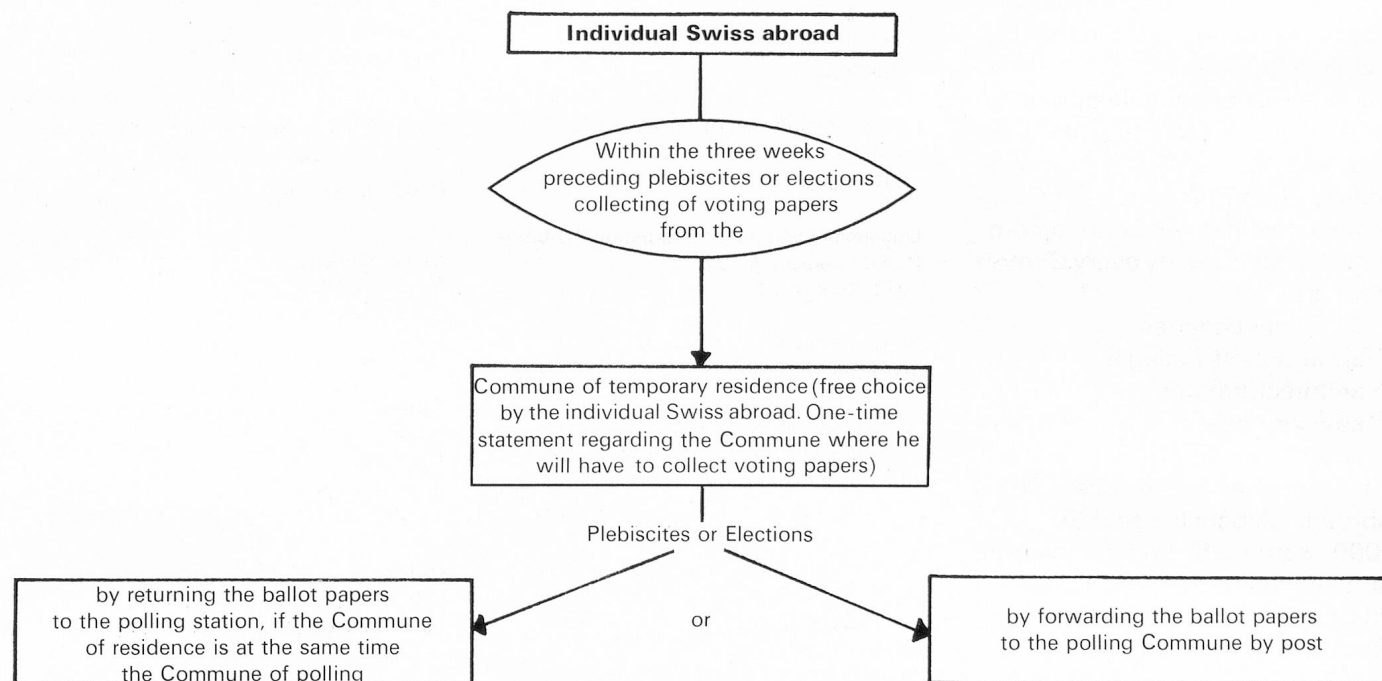 Individual Swiss abroad
Within the three weeks
preceding plebiscites or elections
collecting of voting papers
from the
Commune of temporary residence (free choice
by the individual Swiss abroad. One-time
statement regarding the Commune where he
will have to collect voting papers)
Plebiscites or Elections
by returning the ballot papers
to the polling station, if the Commune
of residence is at the same time
the Commune of polling
or
by forwarding the ballot papers
to the polling Commune by post